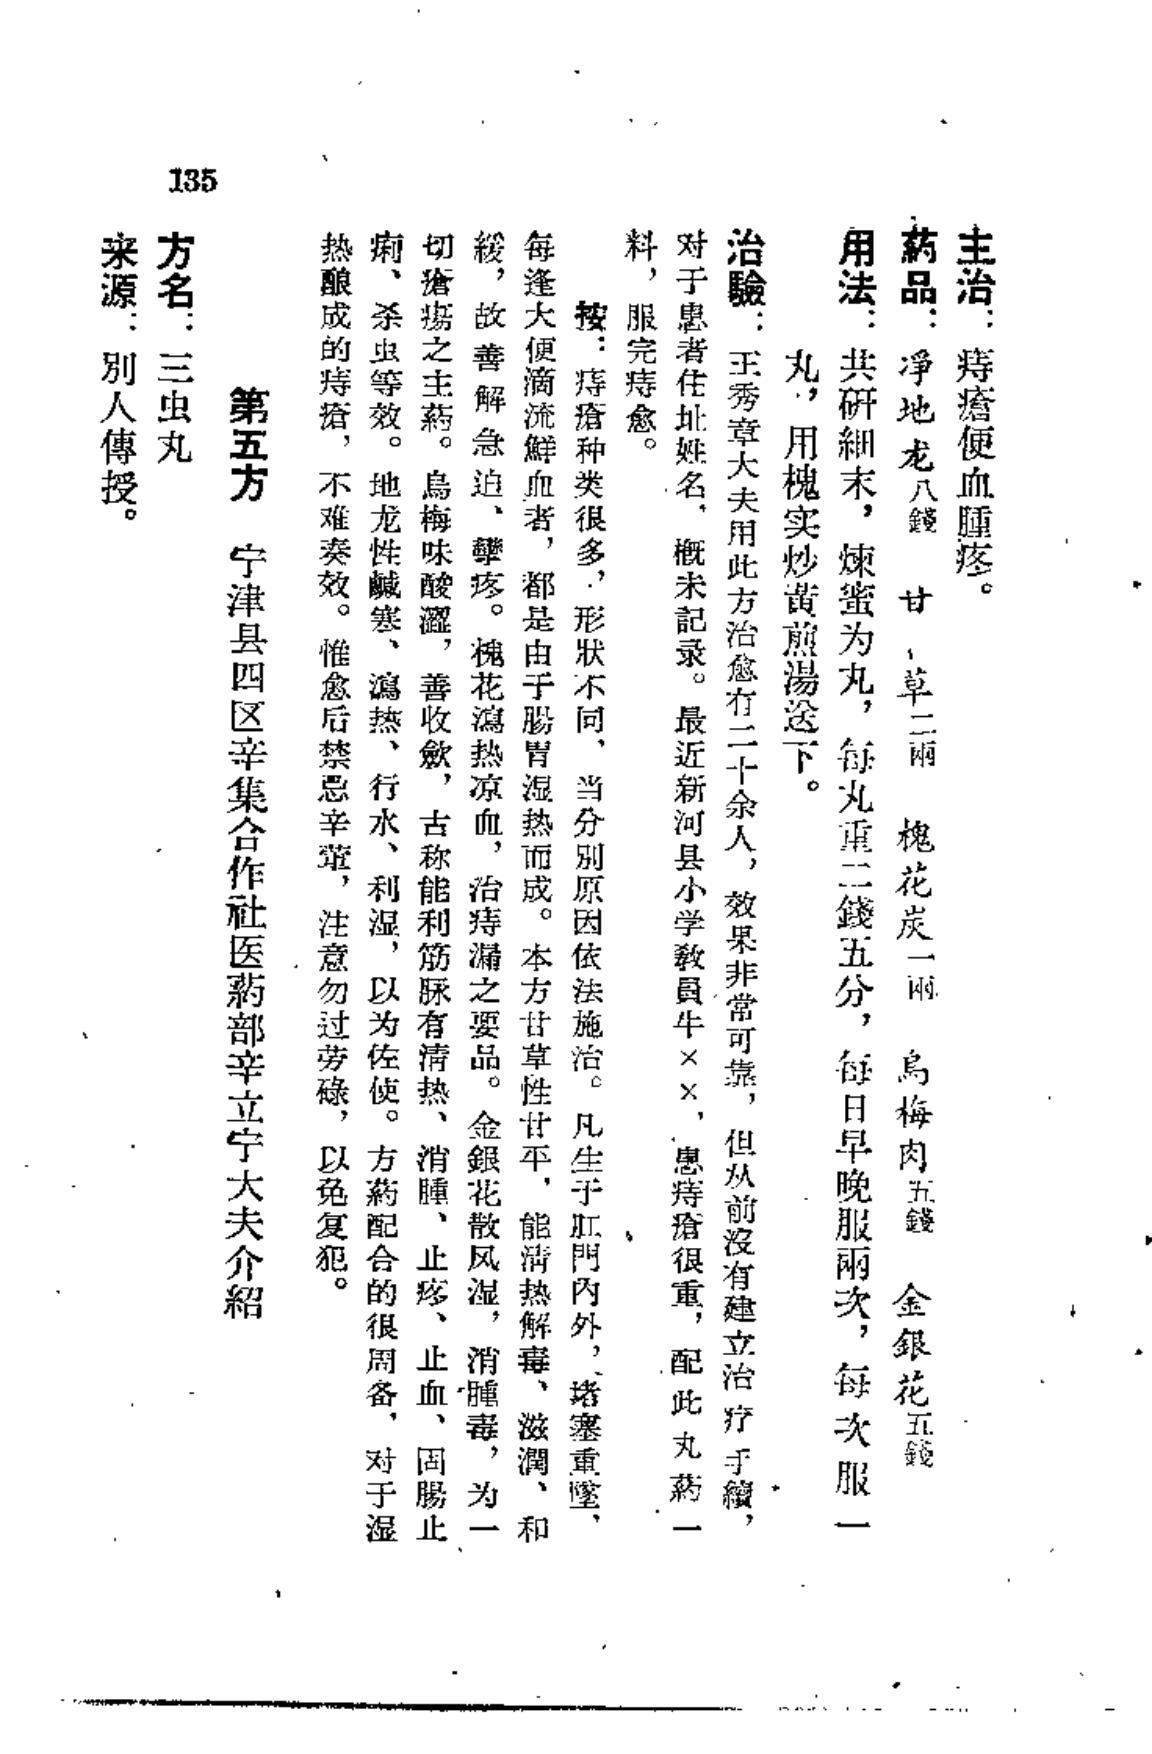 主治：痔瘡便血腫疼。
葯品：凈地龙八錢　甘草二兩　槐花炭一兩　烏梅肉五錢　金銀花五錢
用法：共研細末，煉蜜为丸，每丸重二錢五分，每日早晚服兩次，每次服一
丸，用槐实炒黄煎湯送下。
治驗：王秀章大夫用此方治愈有二十余人，效果非常可靠，但从前沒有建立治疗手續，
对于患者住址姓名，概未記录。最近新河县小学敎員牛××，患痔瘡很重，配此丸葯一
料，服完痔愈。
按：痔瘡种类很多，形狀不同，当分別原因依法施治。凡生于肛門內外，堵塞重墜，
每逢大便滴流鮮血者，都是由于腸胃湿热而成。本方甘草性甘平，能清热解毒、滋潤、和
緩，故善解急迫、攣疼。槐花瀉热凉血，治痔漏之要品。金銀花散风湿，消腫毒，为一
切瘡瘍之主葯。烏梅味酸澀，善收斂，古称能利筋脉有清热、消腫、止疼、止血、固腸止
痢、杀虫等效。地龙性鹹寒、瀉热、行水、利湿，以为佐使。方葯配合的很周备，对于湿
热酿成的痔瘡，不难奏效。惟愈后禁忌辛葷，注意勿过劳碌，以免复犯。
第五方　宁津县四区辛集合作社医葯部辛立宁大夫介紹
方名：三虫丸
来源：別人傳授。
135